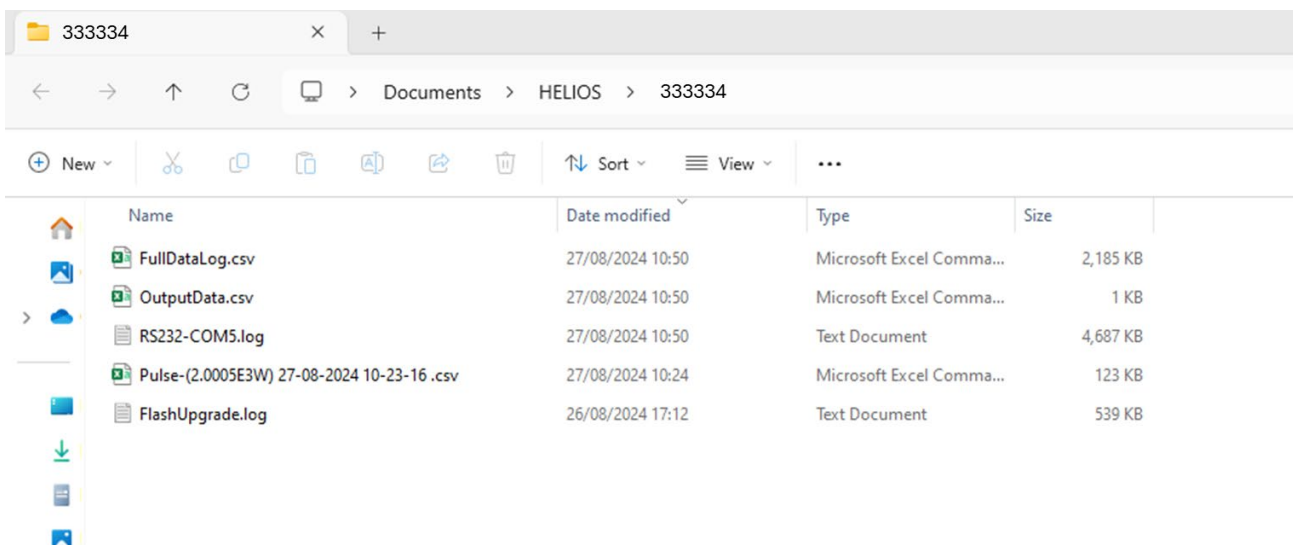 333334
Documents > HELIOS > 333334
New Sort View ...
Name Date modified Type Size
FullDataLog.csv 27/08/2024 10:50 Microsoft Excel Comma... 2,185 KB
OutputData.csv 27/08/2024 10:50 Microsoft Excel Comma... 1 KB
RS232-COM5.log 27/08/2024 10:50 Text Document 4,687 KB
Pulse-(2.0005E3W) 27-08-2024 10-23-16 .csv 27/08/2024 10:24 Microsoft Excel Comma... 123 KB
FlashUpgrade.log 26/08/2024 17:12 Text Document 539 KB